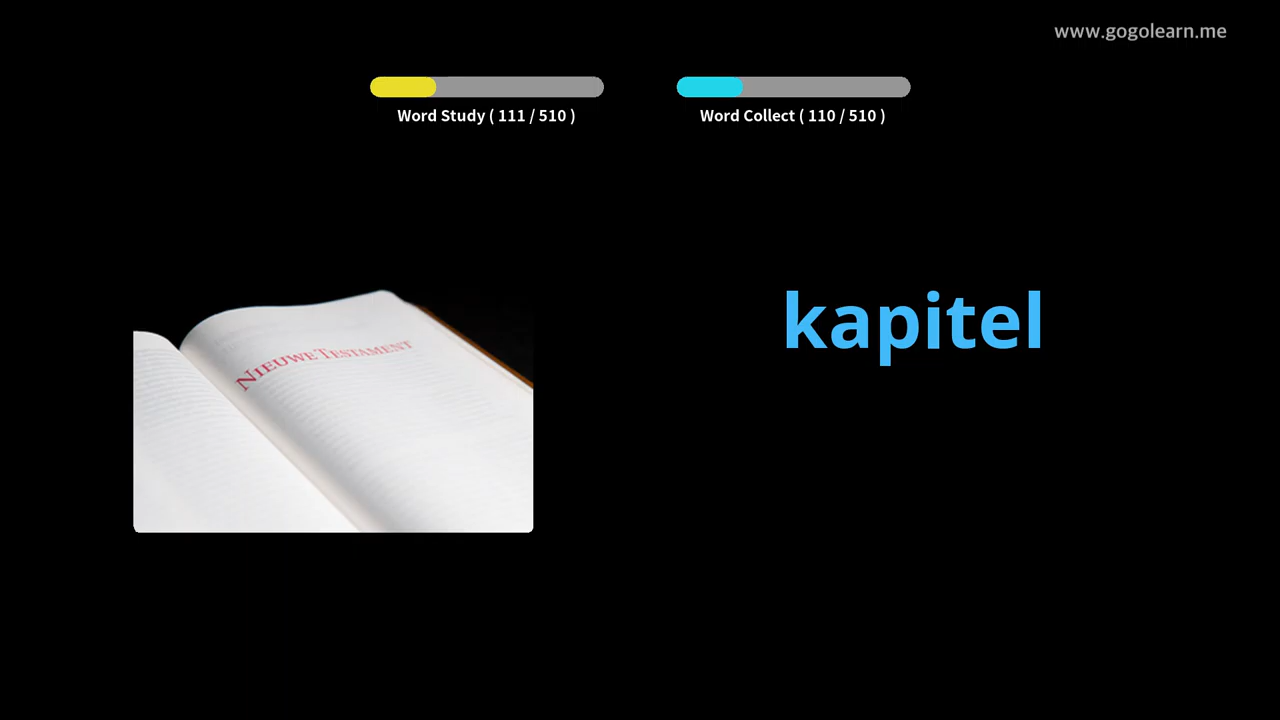 www.gogolearn.me
Word Study ( 111 / 510 )
Word Collect ( 110 / 510 )
NIEUWE TESTAMENT
kapitel